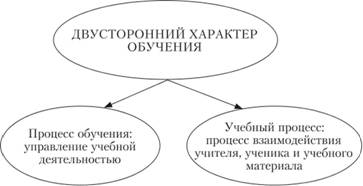 ДВУСТОРОННИЙ ХАРАКТЕР
ОБУЧЕНИЯ
Процесс обучения:
управление учебной
деятельностью
Учебный процесс:
процесс взаимодействия
учителя, ученика и учебного
материала